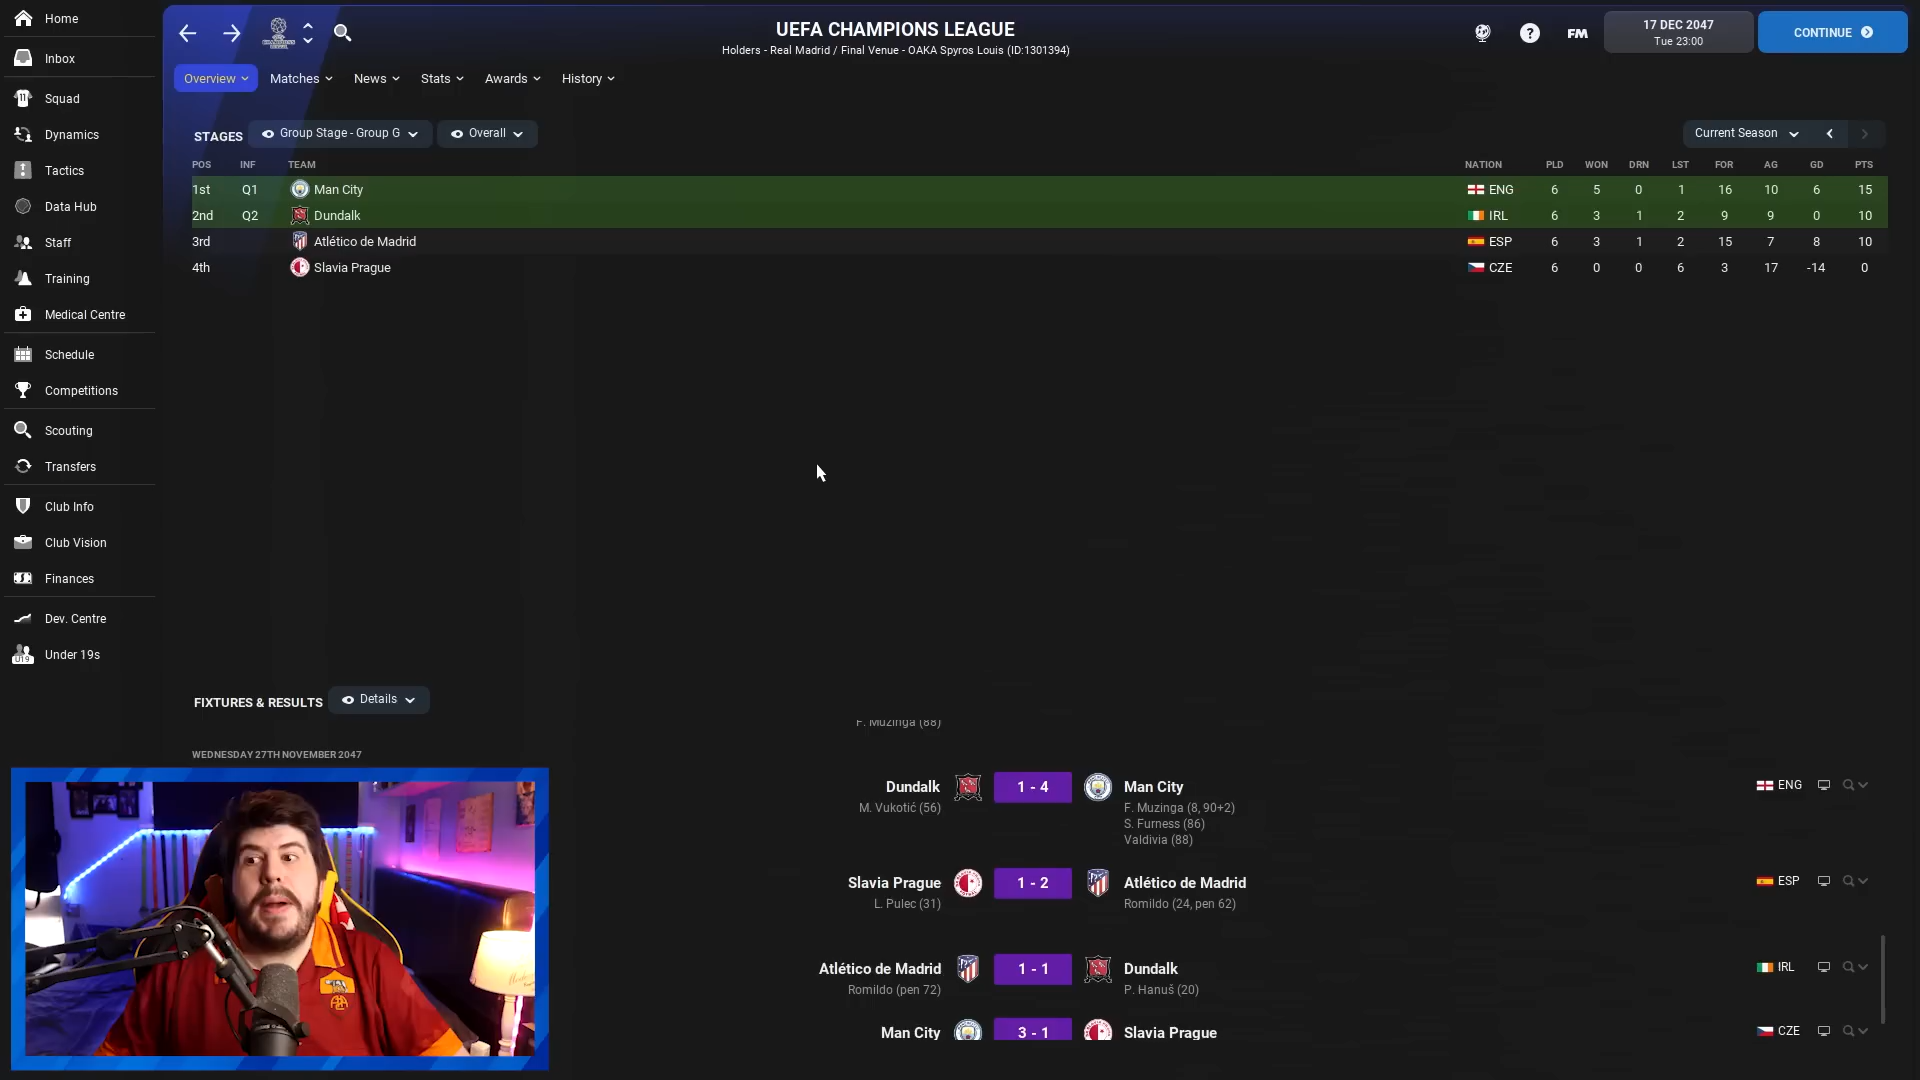 Home
Inbox
Squad
Dynamics
Tactics
Data Hub
Staff
Training
Medical Centre
Schedule
Competitions
Scouting
Transfers
Club Info
Club Vision
Finances
Dev. Centre
Under 19s
UEFA CHAMPIONS LEAGUE
Holders - Real Madrid / Final Venue - OAKA Spyros Louis (ID:1301394)
FM
17 DEC 2047
Tue 23:00
CONTINUE
Overview Matches News Stats Awards History
STAGES Group Stage - Group G Overall Current Season
POS INF TEAM NATION PLD WON DRN LST FOR AG GD PTS
1st Q1 Man City ENG 6 5 0 1 16 10 6 15
2nd Q2 Dundalk IRL 6 3 1 2 9 9 0 10
3rd Atlético de Madrid ESP 6 3 1 2 15 7 8 10
4th Slavia Prague CZE 6 0 0 6 3 17 -14 0
FIXTURES & RESULTS Details
F. Muzinga (88)
WEDNESDAY 27TH NOVEMBER 2047
Dundalk 1 - 4 Man City ENG
M. Vukotić (56) F. Muzinga (8, 90+2)
S. Furness (86)
Valdivia (88)
Slavia Prague 1 - 2 Atlético de Madrid ESP
L. Pulec (31) Romildo (24, pen 62)
Atlético de Madrid 1 - 1 Dundalk IRL
Romildo (pen 72) P. Hanuš (20)
Man City 3 - 1 Slavia Prague CZE